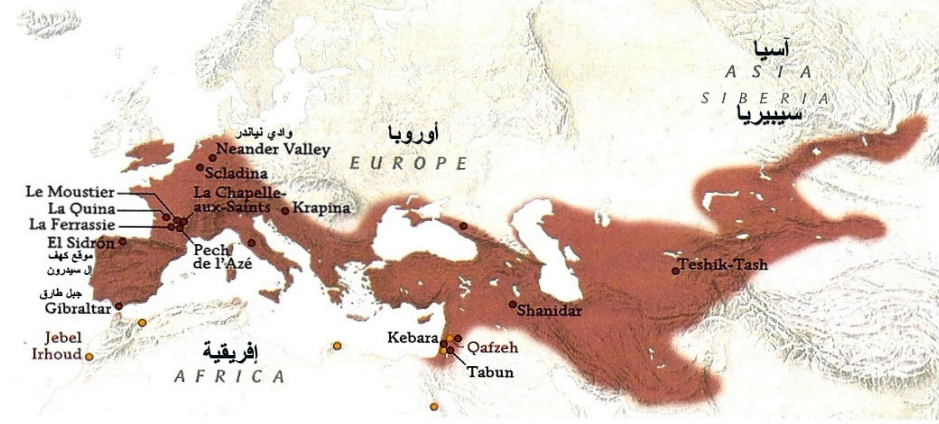 آسيا
ASIA
SIBERIA
سيبيريا
أوروبا
EUROPE
وادي نياندر
Neander Valley
Scladina
Le Moustier
La Chapelle-
aux-Saints
La Quina
Krapina
La Ferrassie
El Sidrón
موقع كهف
ال سيدرون
Pech
de l'Azé
Teshik-Tash
جبل طارق
Gibraltar
Shanidar
Jebel
Irhoud
Kebara
Qafzeh
Tabun
إفريقية
AFRICA